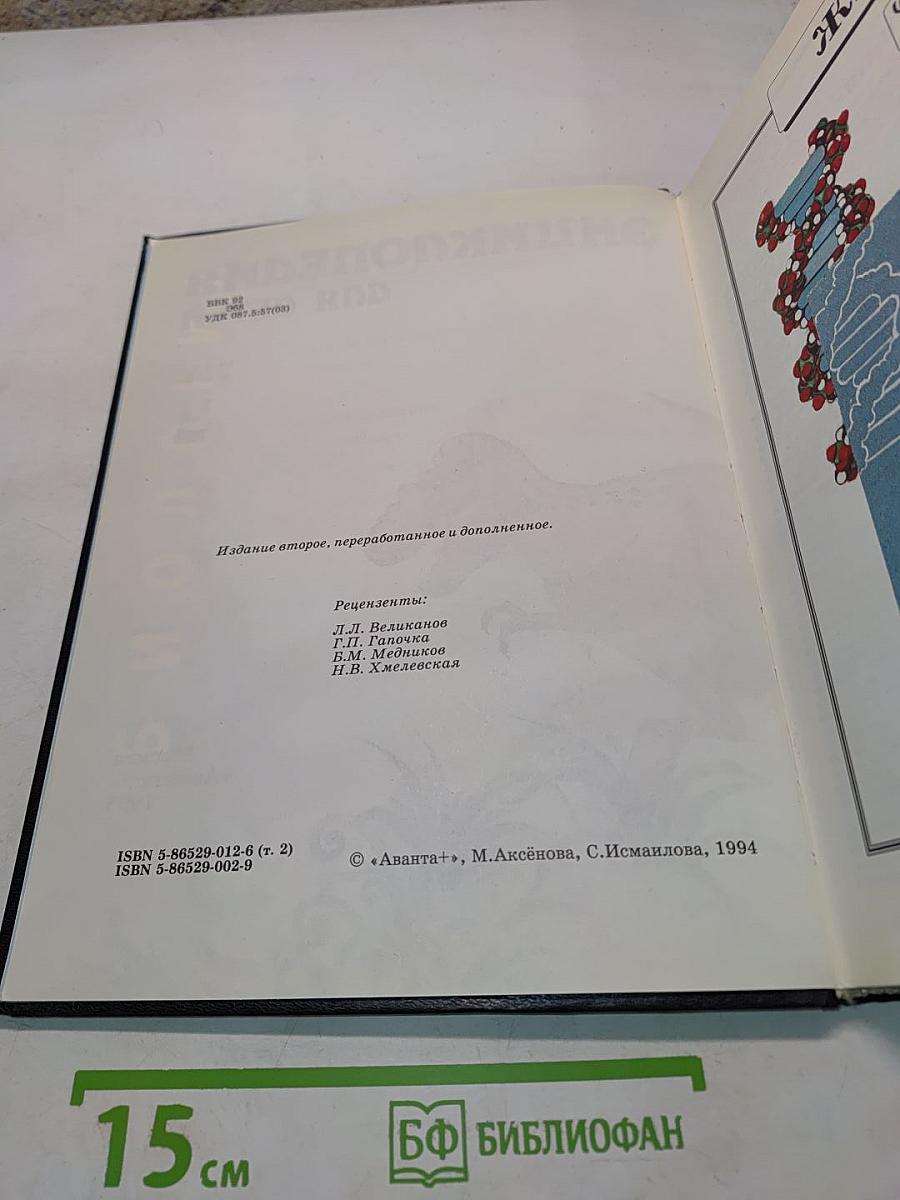 ББК 92
Э68
УДК 087.5:57(03)
Издание второе, переработанное и дополненное.
Рецензенты:
Л.Л. Великанов
Г.П. Гапочка
Б.М. Медников
Н.В. Хмелевская
ISBN 5-86529-012-6 (т. 2)
ISBN 5-86529-002-9
© «Аванта+», М.Аксёнова, С.Исмаилова, 1994
15 см
БФ БИБЛИОФАН